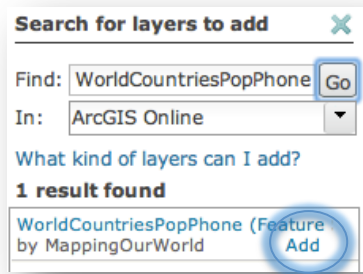 Search for layers to add
Find: WorldCountriesPopPhone Go
In: ArcGIS Online
What kind of layers can I add?
1 result found
WorldCountriesPopPhone (Feature
by MappingOurWorld Add